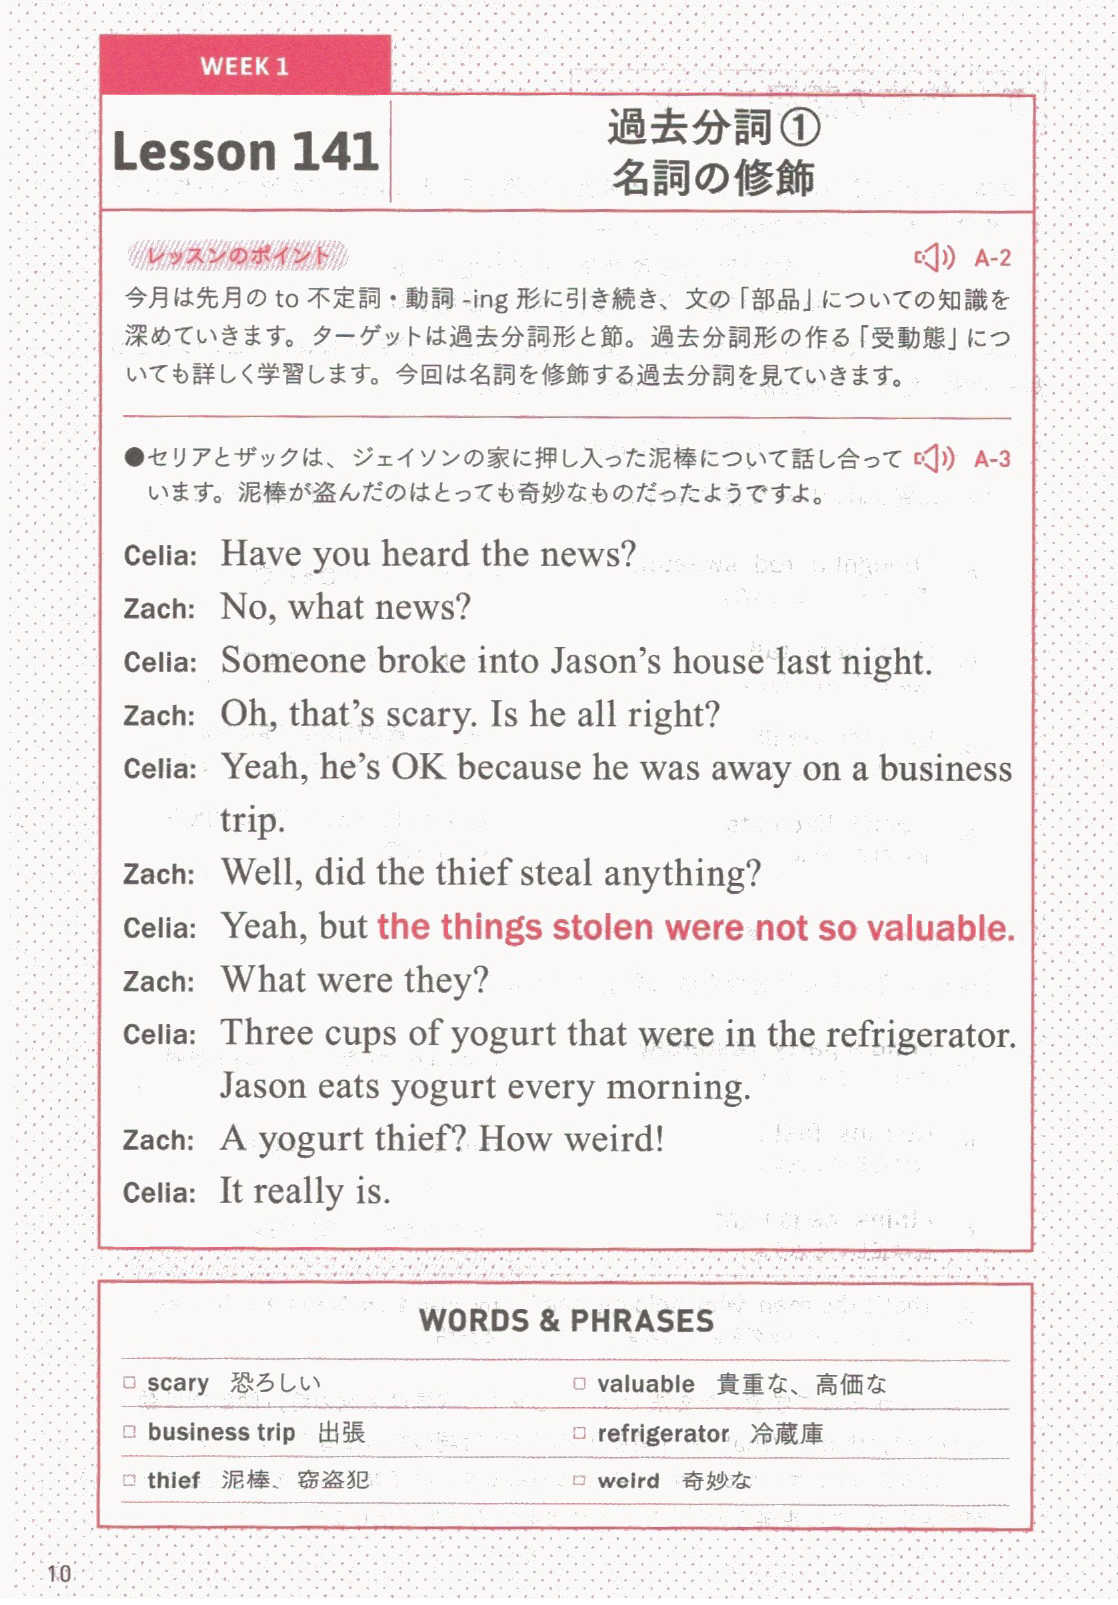 WEEK 1
Lesson 141
過去分詞①
名詞の修飾
レッスンのポイント
A-2
今月は先月の to 不定詞・動詞 -ing 形に引き続き、文の「部品」についての知識を
深めていきます。ターゲットは過去分詞形と節。過去分詞形の作る「受動態」につ
いても詳しく学習します。今回は名詞を修飾する過去分詞を見ていきます。
●セリアとザックは、ジェイソンの家に押し入った泥棒について話し合って A-3
います。泥棒が盗んだのはとっても奇妙なものだったようですよ。
Celia: Have you heard the news?
Zach: No, what news?
Celia: Someone broke into Jason's house last night.
Zach: Oh, that's scary. Is he all right?
Celia: Yeah, he's OK because he was away on a business
trip.
Zach: Well, did the thief steal anything?
Celia: Yeah, but the things stolen were not so valuable.
Zach: What were they?
Celia: Three cups of yogurt that were in the refrigerator.
Jason eats yogurt every morning.
Zach: A yogurt thief? How weird!
Celia: It really is.
WORDS & PHRASES
□ scary 恐ろしい
□ valuable 貴重な、高価な
□ business trip 出張
□ refrigerator 冷蔵庫
□ thief 泥棒、窃盗犯
□ weird 奇妙な
10